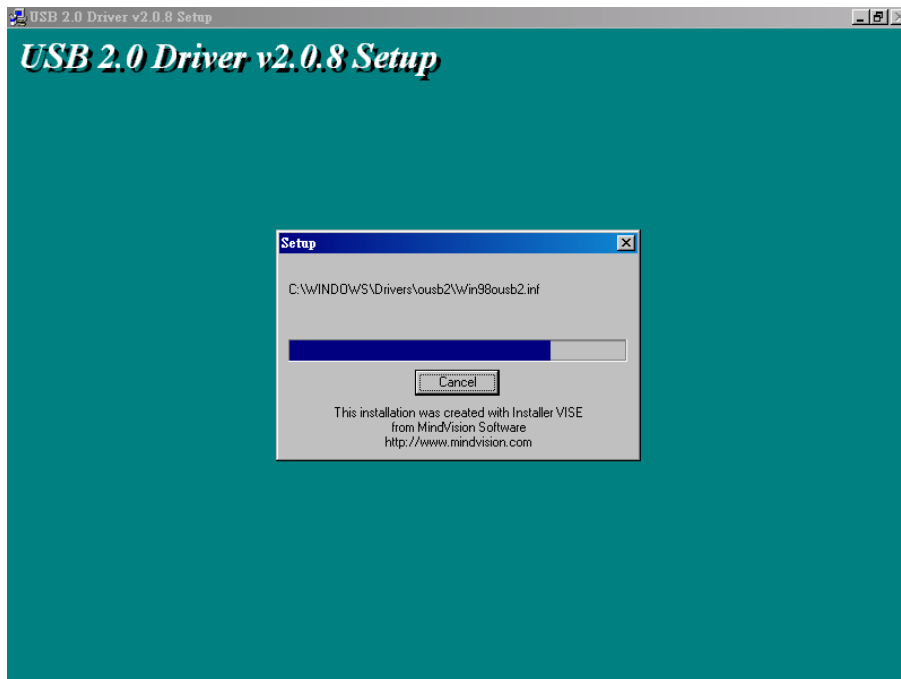 USB 2.0 Driver v2.0.8 Setup
USB 2.0 Driver v2.0.8 Setup
Setup
C:\WINDOWS\Drivers\ousb2\Win98ousb2.inf
Cancel
This installation was created with Installer VISE
from MindVision Software
http://www.mindvision.com